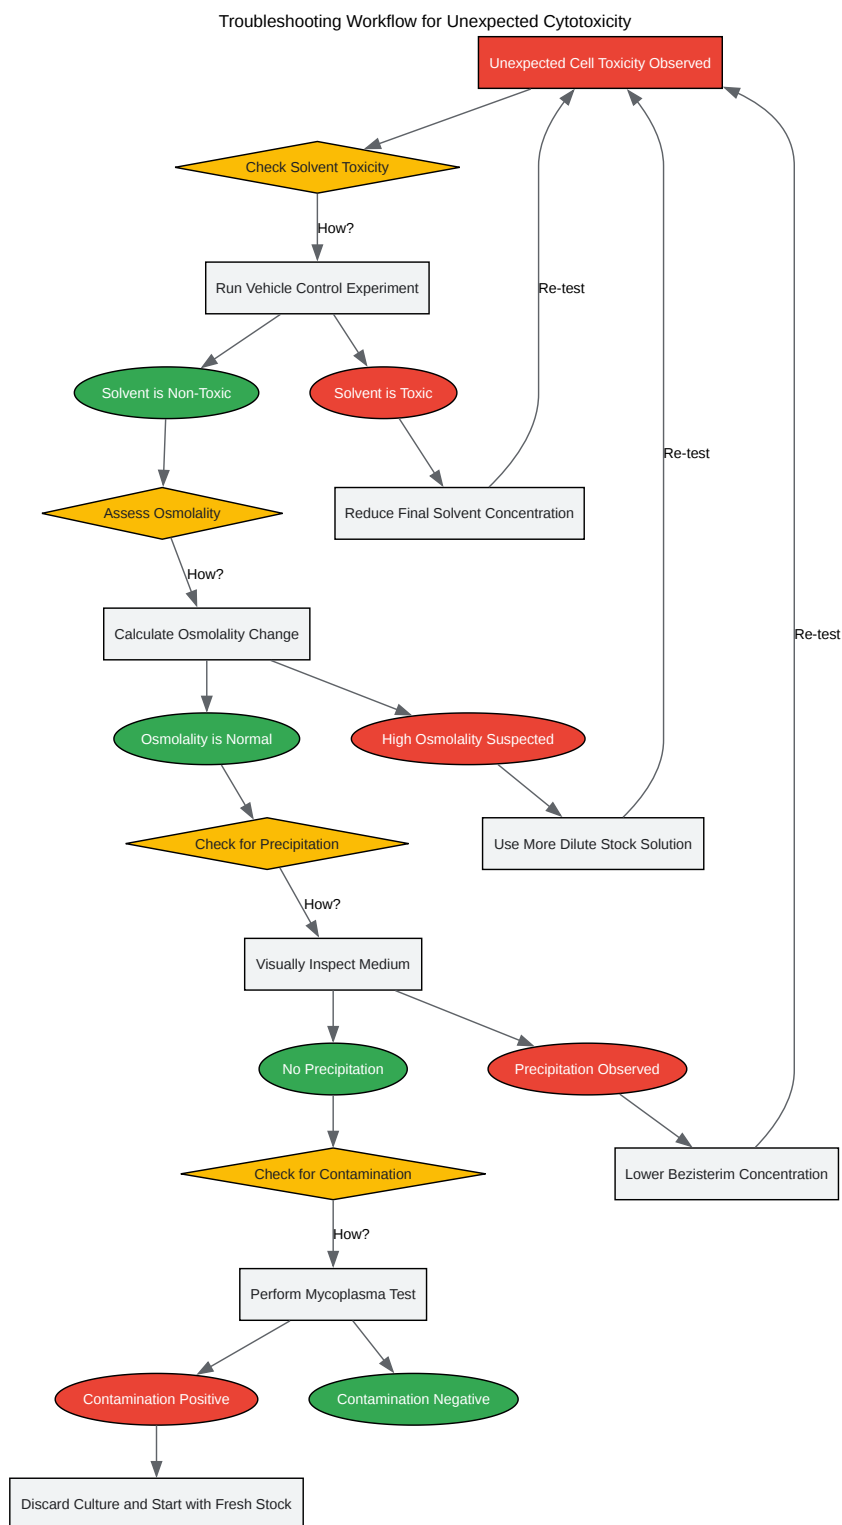 Troubleshooting Workflow for Unexpected Cytotoxicity
Unexpected Cell Toxicity Observed
Check Solvent Toxicity
How?
Run Vehicle Control Experiment
Re-test
Solvent is Non-Toxic
Solvent is Toxic
Re-test
Assess Osmolality
Reduce Final Solvent Concentration
How?
Calculate Osmolality Change
Re-test
Osmolality is Normal
High Osmolality Suspected
Check for Precipitation
Use More Dilute Stock Solution
How?
Visually Inspect Medium
No Precipitation
Precipitation Observed
Check for Contamination
Lower Bezisterim Concentration
How?
Perform Mycoplasma Test
Contamination Positive
Contamination Negative
Discard Culture and Start with Fresh Stock